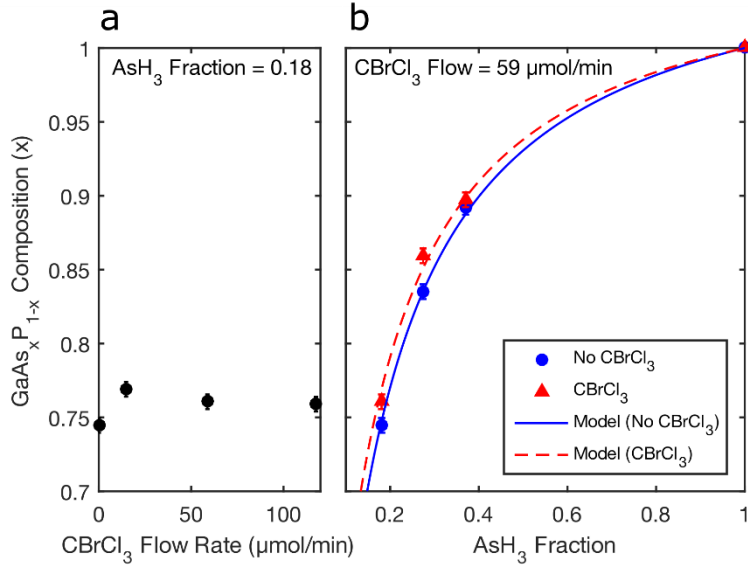 a
b
AsH₃ Fraction = 0.18
CBrCl₃ Flow = 59 μmol/min
GaAsₓP₁₋ₓ Composition (x)
1
0.95
0.9
0.85
0.8
0.75
0.7
0
50
100
CBrCl₃ Flow Rate (μmol/min)
0.2
0.4
0.6
0.8
1
AsH₃ Fraction
No CBrCl₃
CBrCl₃
Model (No CBrCl₃)
Model (CBrCl₃)